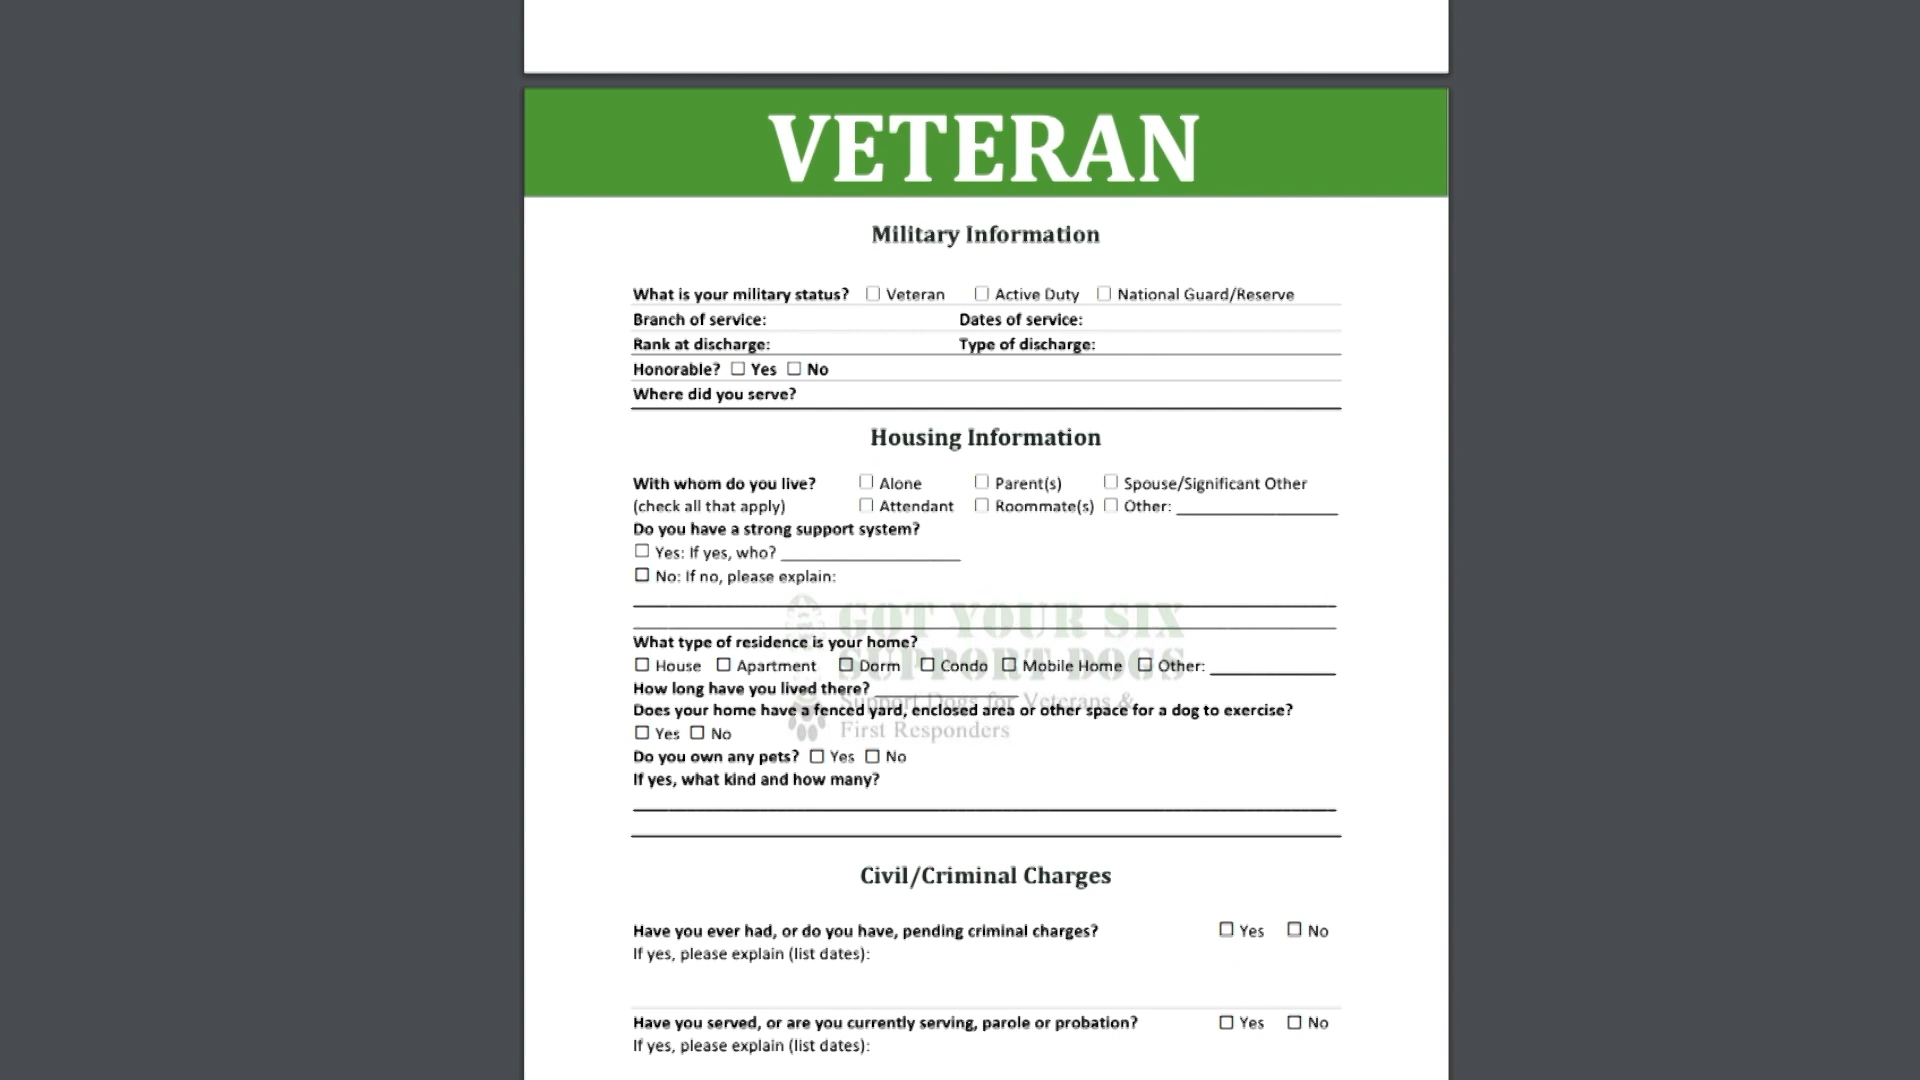 VETERAN
Military Information
What is your military status? ☐ Veteran ☐ Active Duty ☐ National Guard/Reserve
Branch of service: Dates of service:
Rank at discharge: Type of discharge:
Honorable? ☐ Yes ☐ No
Where did you serve?
Housing Information
With whom do you live? ☐ Alone ☐ Parent(s) ☐ Spouse/Significant Other
(check all that apply) ☐ Attendant ☐ Roommate(s) ☐ Other: ____________
Do you have a strong support system?
☐ Yes: If yes, who? ____________
☐ No: If no, please explain:
GOT YOUR SIX
What type of residence is your home?
SUPPORT DOGS
☐ House ☐ Apartment ☐ Dorm ☐ Condo ☐ Mobile Home ☐ Other: ____________
How long have you lived there? ____________
Support Dogs for Veterans &
Does your home have a fenced yard, enclosed area or other space for a dog to exercise?
First Responders
☐ Yes ☐ No
Do you own any pets? ☐ Yes ☐ No
If yes, what kind and how many?
Civil/Criminal Charges
Have you ever had, or do you have, pending criminal charges? ☐ Yes ☐ No
If yes, please explain (list dates):
Have you served, or are you currently serving, parole or probation? ☐ Yes ☐ No
If yes, please explain (list dates):